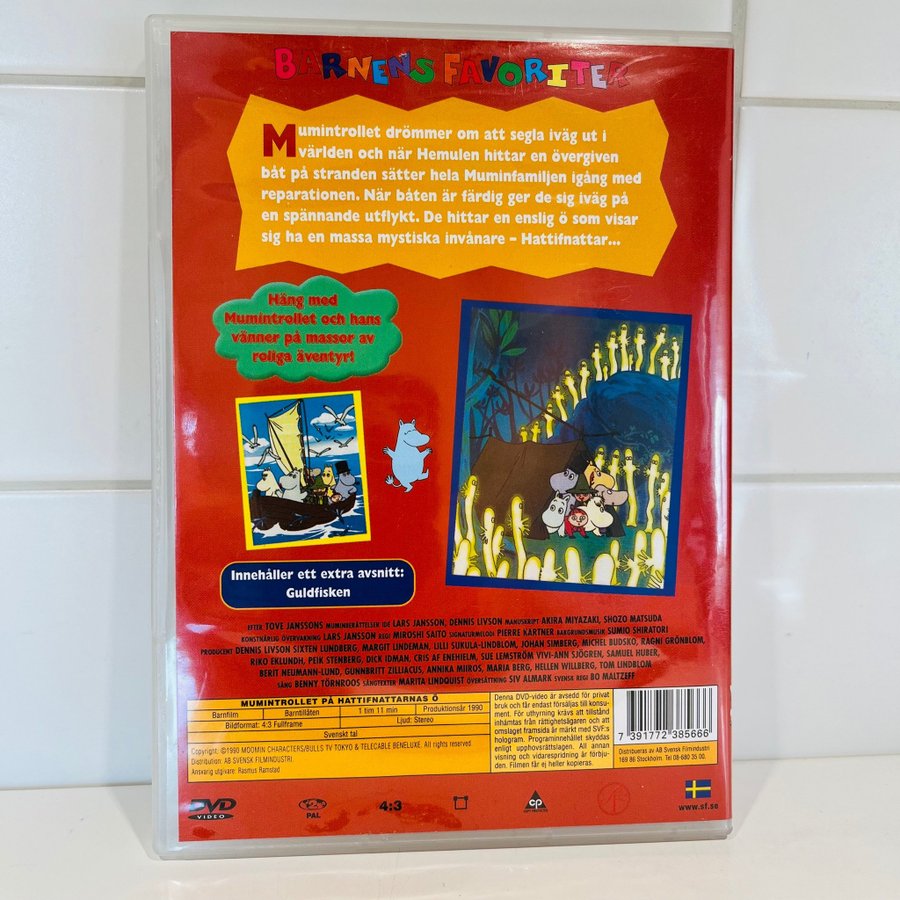 BARNENS FAVORITER
Mumintrollet drömmer om att segla iväg ut i
världen och när Hemulen hittar en övergiven
båt på stranden sätter hela Muminfamiljen igång med
reparationen. När båten är färdig ger de sig iväg på
en spännande utflykt. De hittar en enslig ö som visar
sig ha en massa mystiska invånare – Hattifnattar...
Häng med
Mumintrollet och hans
vänner på massor av
roliga äventyr!
Innehåller ett extra avsnitt:
Guldfisken
EFTER TOVE JANSSONS MUMINBERÄTTELSER IDÉ LARS JANSSON, DENNIS LIVSON MANUSKRIPT: AKIRA MIYAZAKI, SHOZO MATSUDA
KONSTNÄRLIG ÖVERVAKNING LARS JANSSON REGI MIROSHI SAITO SIGNATURMELODI PIERRE KARTNER BAKGRUNDSMUSIK SUMIO SHIRATORI
PRODUCENT DENNIS LIVSON SIXTEN LUNDBERG, MARGIT LINDEMAN, LILLI SUKULA-LINDBLOM, JOHAN SIMBERG, MICHEL BUDSKO, RAGNI GRÖNBLOM,
RIKO EKLUNDH, PEIK STENBERG, DICK IDMAN, CRIS AF ENEHIELM, SUE LEMSTRÖM VIVI-ANN SJÖGREN, SAMUEL HUBER,
BERIT NEUMANN-LUND, GUNNBRITT ZILLIACUS, ANNIKA MIIROS, MARIA BERG, HELLEN WILLBERG, TOM LINDBLOM
SÅNG BENNY TÖRNROOS SÅNGTEXTER MARITA LINDQUIST ÖVERSÄTTNING SIV ALMARK SVENSK REGI BO MALTZEFF
MUMINTROLLET PÅ HATTIFNATTARNAS Ö
Barnfilm Barntillåten 1 tim 11 min Produktionsår 1990
Bildformat: 4:3 Fullframe Ljud: Stereo
Svenskt tal
Copyright: ©1990 MOOMIN CHARACTERS/BULLS TV TOKYO & TELECABLE BENELUXE. All rights reserved.
Distribution: AB SVENSK FILMINDUSTRI.
Ansvarig utgivare: Rasmus Ramstad
Denna DVD-video är avsedd för privat
bruk och får endast försäljas till konsu-
ment. För uthyrning krävs att tillstånd
inhämtas från rättighetsägaren och att
omslaget framsida är märkt med SVF:s
hologram. Programinnehållet skyddas
enligt upphovsrättslagen. All annan
visning och vidarespridning är förbju-
den. Filmen får ej heller kopieras.
7 391772 385666
Distribueras av AB Svensk Filmindustri
169 86 Stockholm. Tel 08-680 35 00.
DVD
VIDEO
2
PAL
4:3
cp
www.sf.se